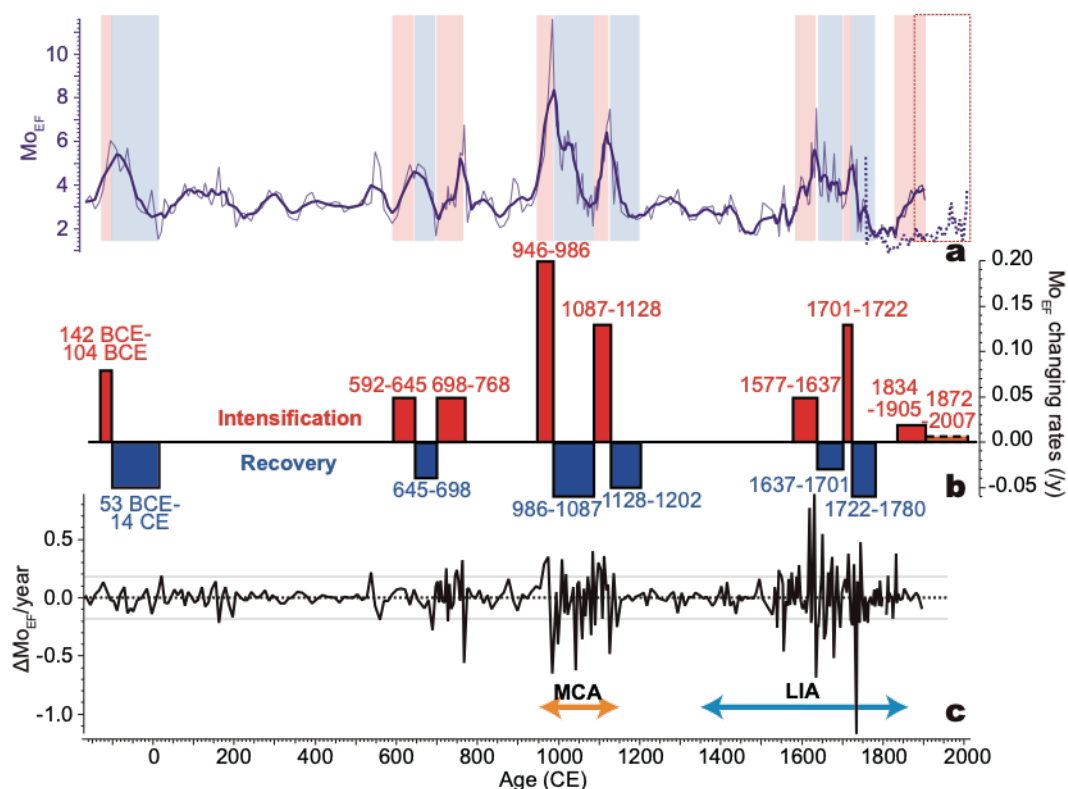 10
8
6
4
2
Mo_EF
a
946-986
0.20
1087-1128
1701-1722
0.15
142 BCE-
104 BCE
592-645
698-768
1577-1637
1834
-1905
1872
-2007
0.10
0.05
0.00
-0.05
Mo_EF changing rates (/y)
Intensification
Recovery
53 BCE-
14 CE
645-698
986-1087
1128-1202
1637-1701
1722-1780
b
0.5
0.0
-0.5
-1.0
ΔMo_EF/year
MCA
LIA
c
0
200
400
600
800
1000
1200
1400
1600
1800
2000
Age (CE)